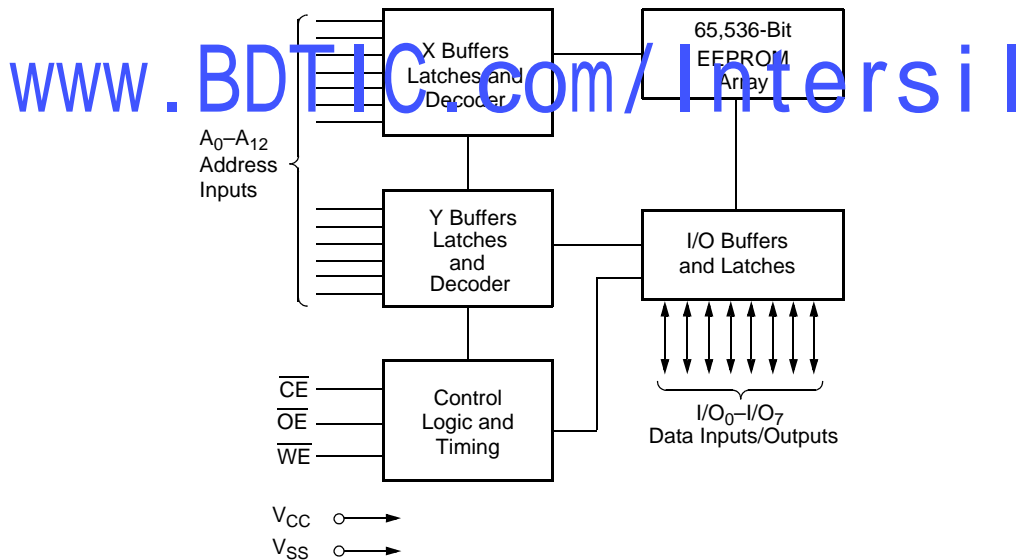 X Buffers
Latches and
Decoder
65,536-Bit
EEPROM
Array
www.BDTIC.com/Intersil
A0–A12
Address
Inputs
Y Buffers
Latches
and
Decoder
I/O Buffers
and Latches
CE
OE
WE
Control
Logic and
Timing
I/O0–I/O7
Data Inputs/Outputs
VCC
VSS